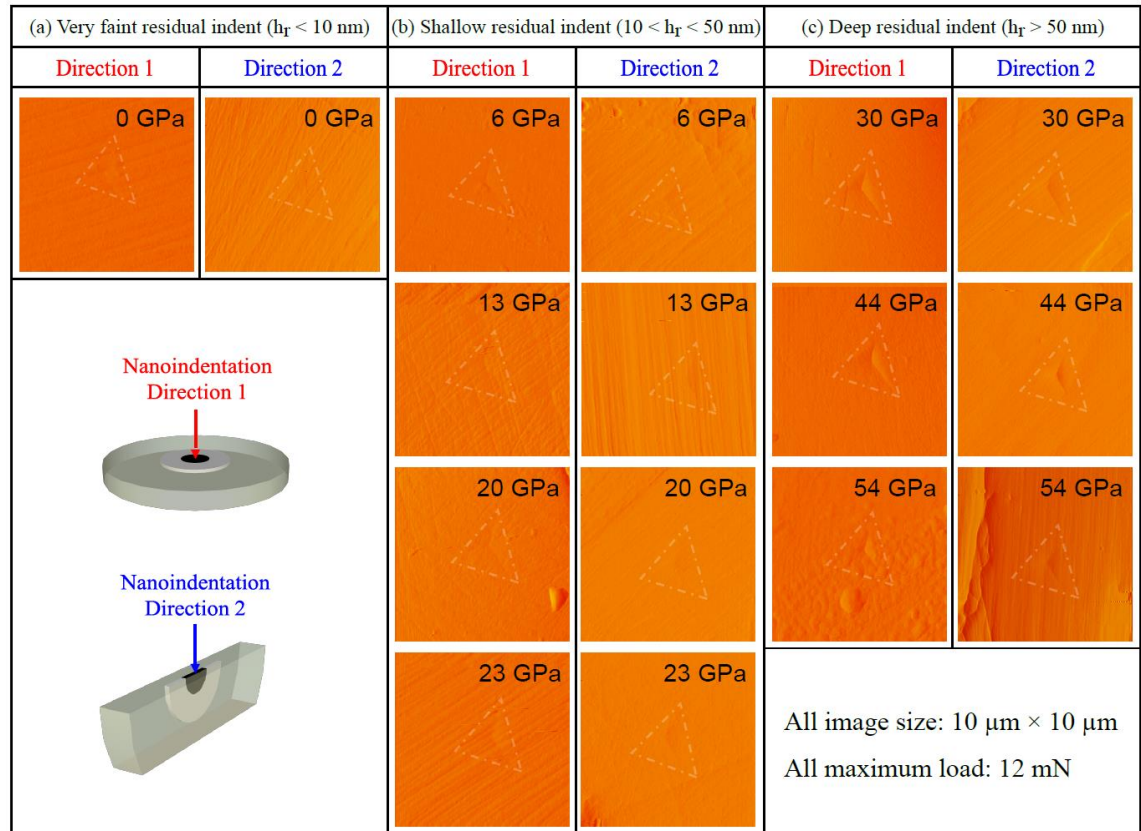 (a) Very faint residual indent (hr < 10 nm)
(b) Shallow residual indent (10 < hr < 50 nm)
(c) Deep residual indent (hr > 50 nm)
Direction 1
Direction 2
Direction 1
Direction 2
Direction 1
Direction 2
0 GPa
0 GPa
6 GPa
6 GPa
30 GPa
30 GPa
13 GPa
13 GPa
44 GPa
44 GPa
Nanoindentation
Direction 1
20 GPa
20 GPa
54 GPa
54 GPa
Nanoindentation
Direction 2
23 GPa
23 GPa
All image size: 10 µm × 10 µm
All maximum load: 12 mN